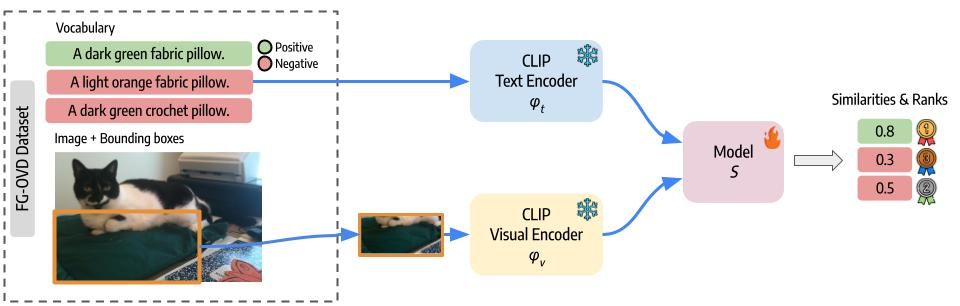 Vocabulary
A dark green fabric pillow.
A light orange fabric pillow.
A dark green crochet pillow.
Positive
Negative
Image + Bounding boxes
FG-OVD Dataset
CLIP
Text Encoder
φt
CLIP
Visual Encoder
φv
Model
S
Similarities & Ranks
0.8
1
0.3
3
0.5
2